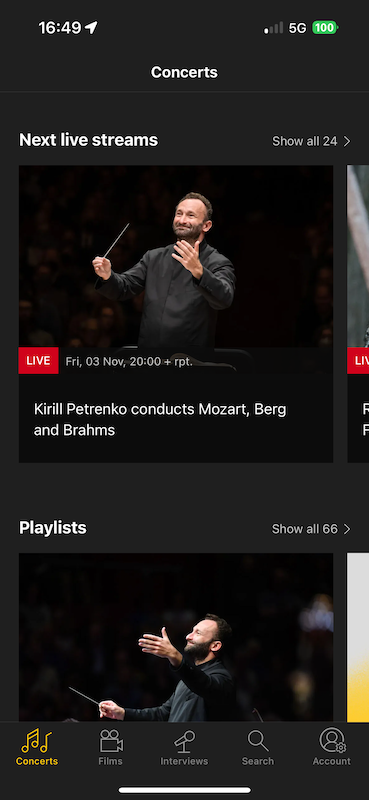 16:49
5G
100
Concerts
Next live streams
Show all 24
LIVE
Fri, 03 Nov, 20:00 + rpt.
Kirill Petrenko conducts Mozart, Berg
and Brahms
Playlists
Show all 66
Concerts
Films
Interviews
Search
Account